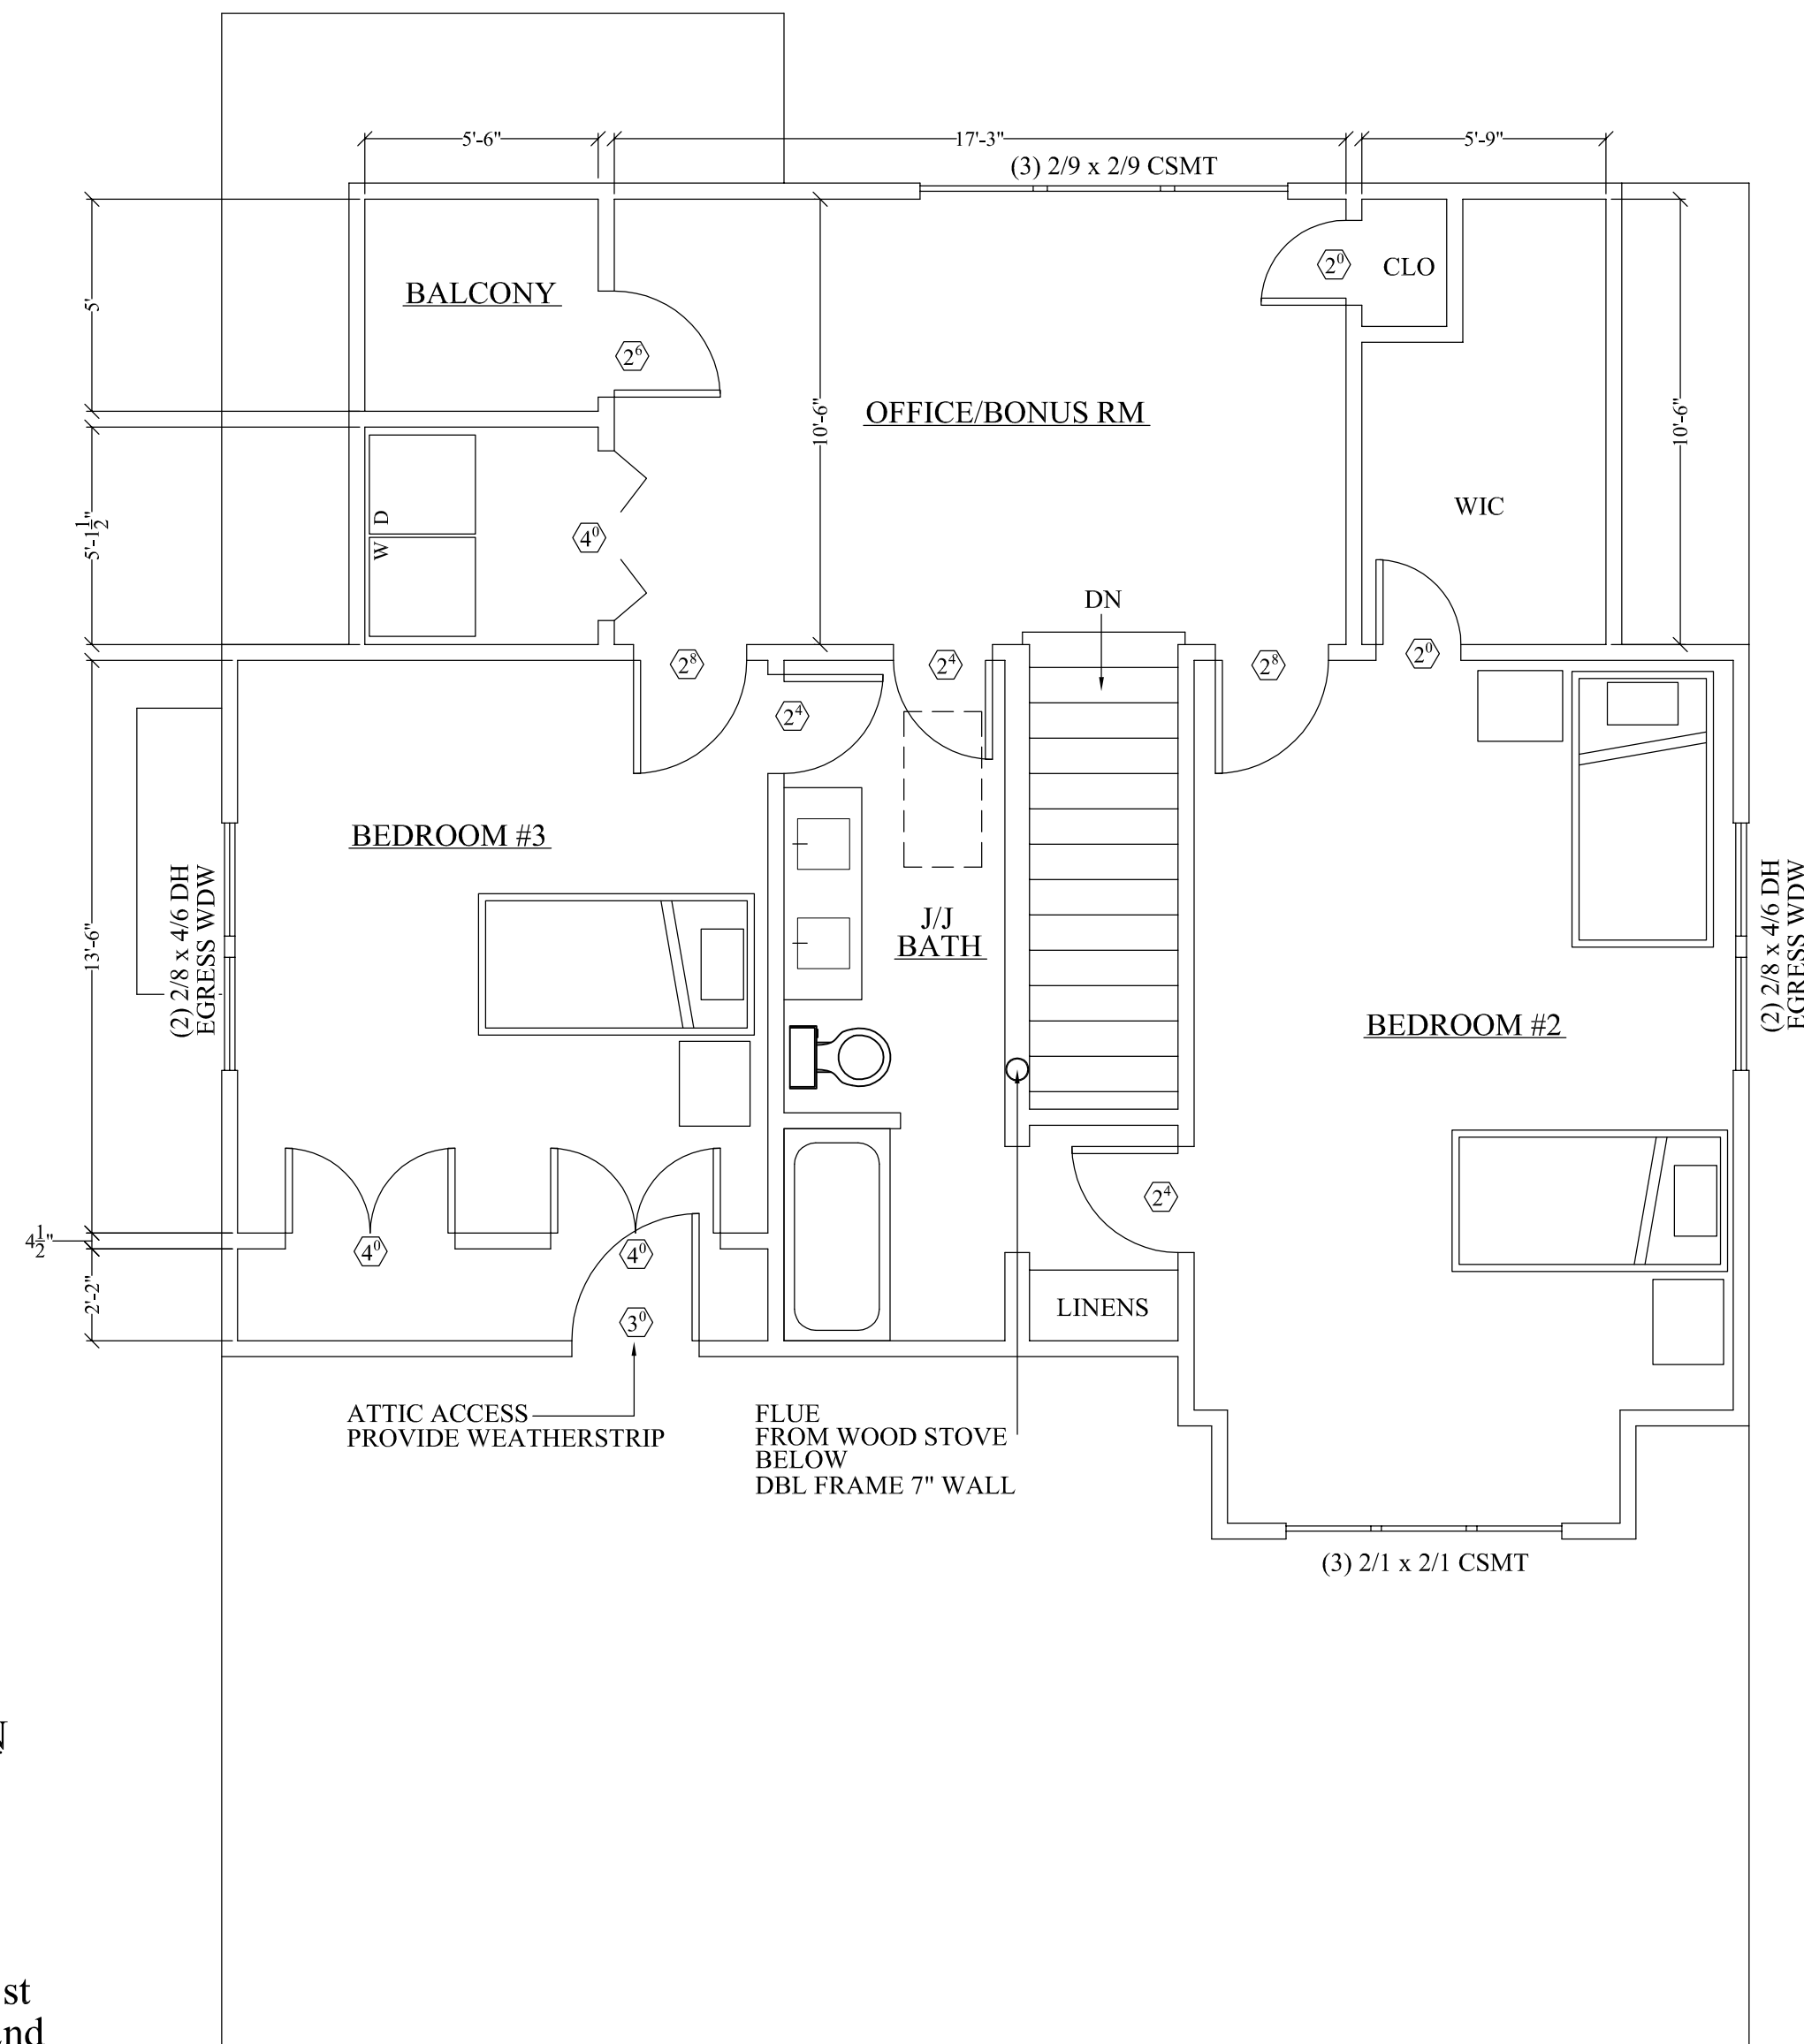 5'-6"
17'-3"
5'-9"
(3) 2/9 x 2/9 CSMT
2⁰
CLO
BALCONY
5'
2⁶
OFFICE/BONUS RM
10'-6"
10'-6"
WIC
D
W
4⁰
5'-1½"
DN
2⁸
2⁴
2⁸
2⁰
2⁴
BEDROOM #3
J/J
BATH
(2) 2/8 x 4/6 DH
EGRESS WDW
13'-6"
(2) 2/8 x 4/6 DH
EGRESS WDW
BEDROOM #2
2⁴
4½"
4⁰
4⁰
2'-2"
3⁰
LINENS
ATTIC ACCESS
PROVIDE WEATHERSTRIP
FLUE
FROM WOOD STOVE
BELOW
DBL FRAME 7" WALL
(3) 2/1 x 2/1 CSMT
N
st
nd